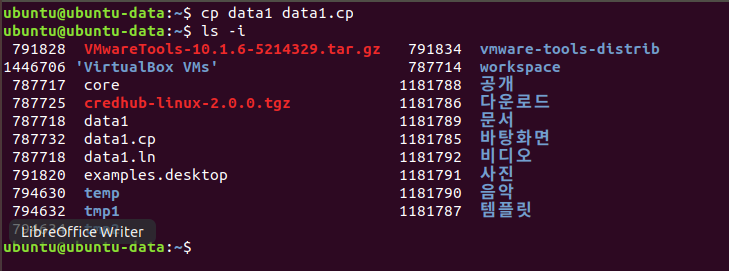 ubuntu@ubuntu-data:~$ cp data1 data1.cp
ubuntu@ubuntu-data:~$ ls -i
791828 VMwareTools-10.1.6-5214329.tar.gz 791834 vmware-tools-distrib
1446706 'VirtualBox VMs' 787714 workspace
787717 core 1181788 공개
787725 credhub-linux-2.0.0.tgz 1181786 다운로드
787718 data1 1181789 문서
787732 data1.cp 1181785 바탕화면
787718 data1.ln 1181792 비디오
791820 examples.desktop 1181791 사진
794630 temp 1181790 음악
794632 tmp1 1181787 템플릿
LibreOffice Writer
ubuntu@ubuntu-data:~$